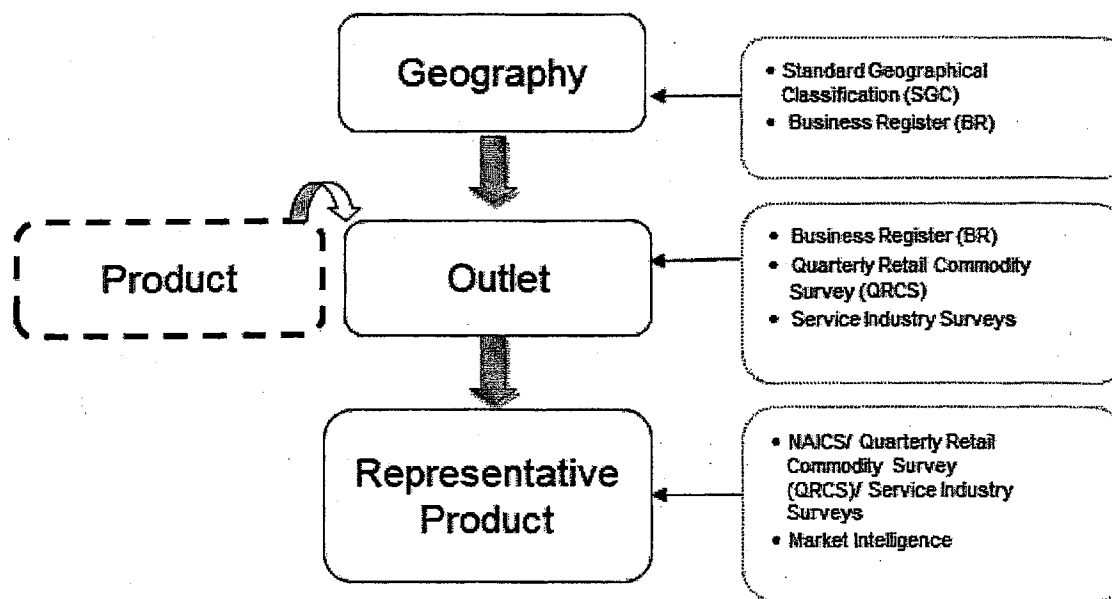 Geography
• Standard Geographical
Classification (SGC)
• Business Register (BR)
Product
Outlet
• Business Register (BR)
• Quarterly Retail Commodity
Survey (QRCS)
• Service Industry Surveys
Representative
Product
• NAICS/ Quarterly Retail
Commodity Survey
(QRCS)/ Service Industry
Surveys
• Market Intelligence